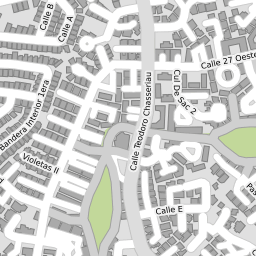 Calle B
Calle A
Calle 27 Oeste
Cul De Sac 2
Bandera Interior 1era
Calle Teodoro Chasseriau
Violetas II
Calle E